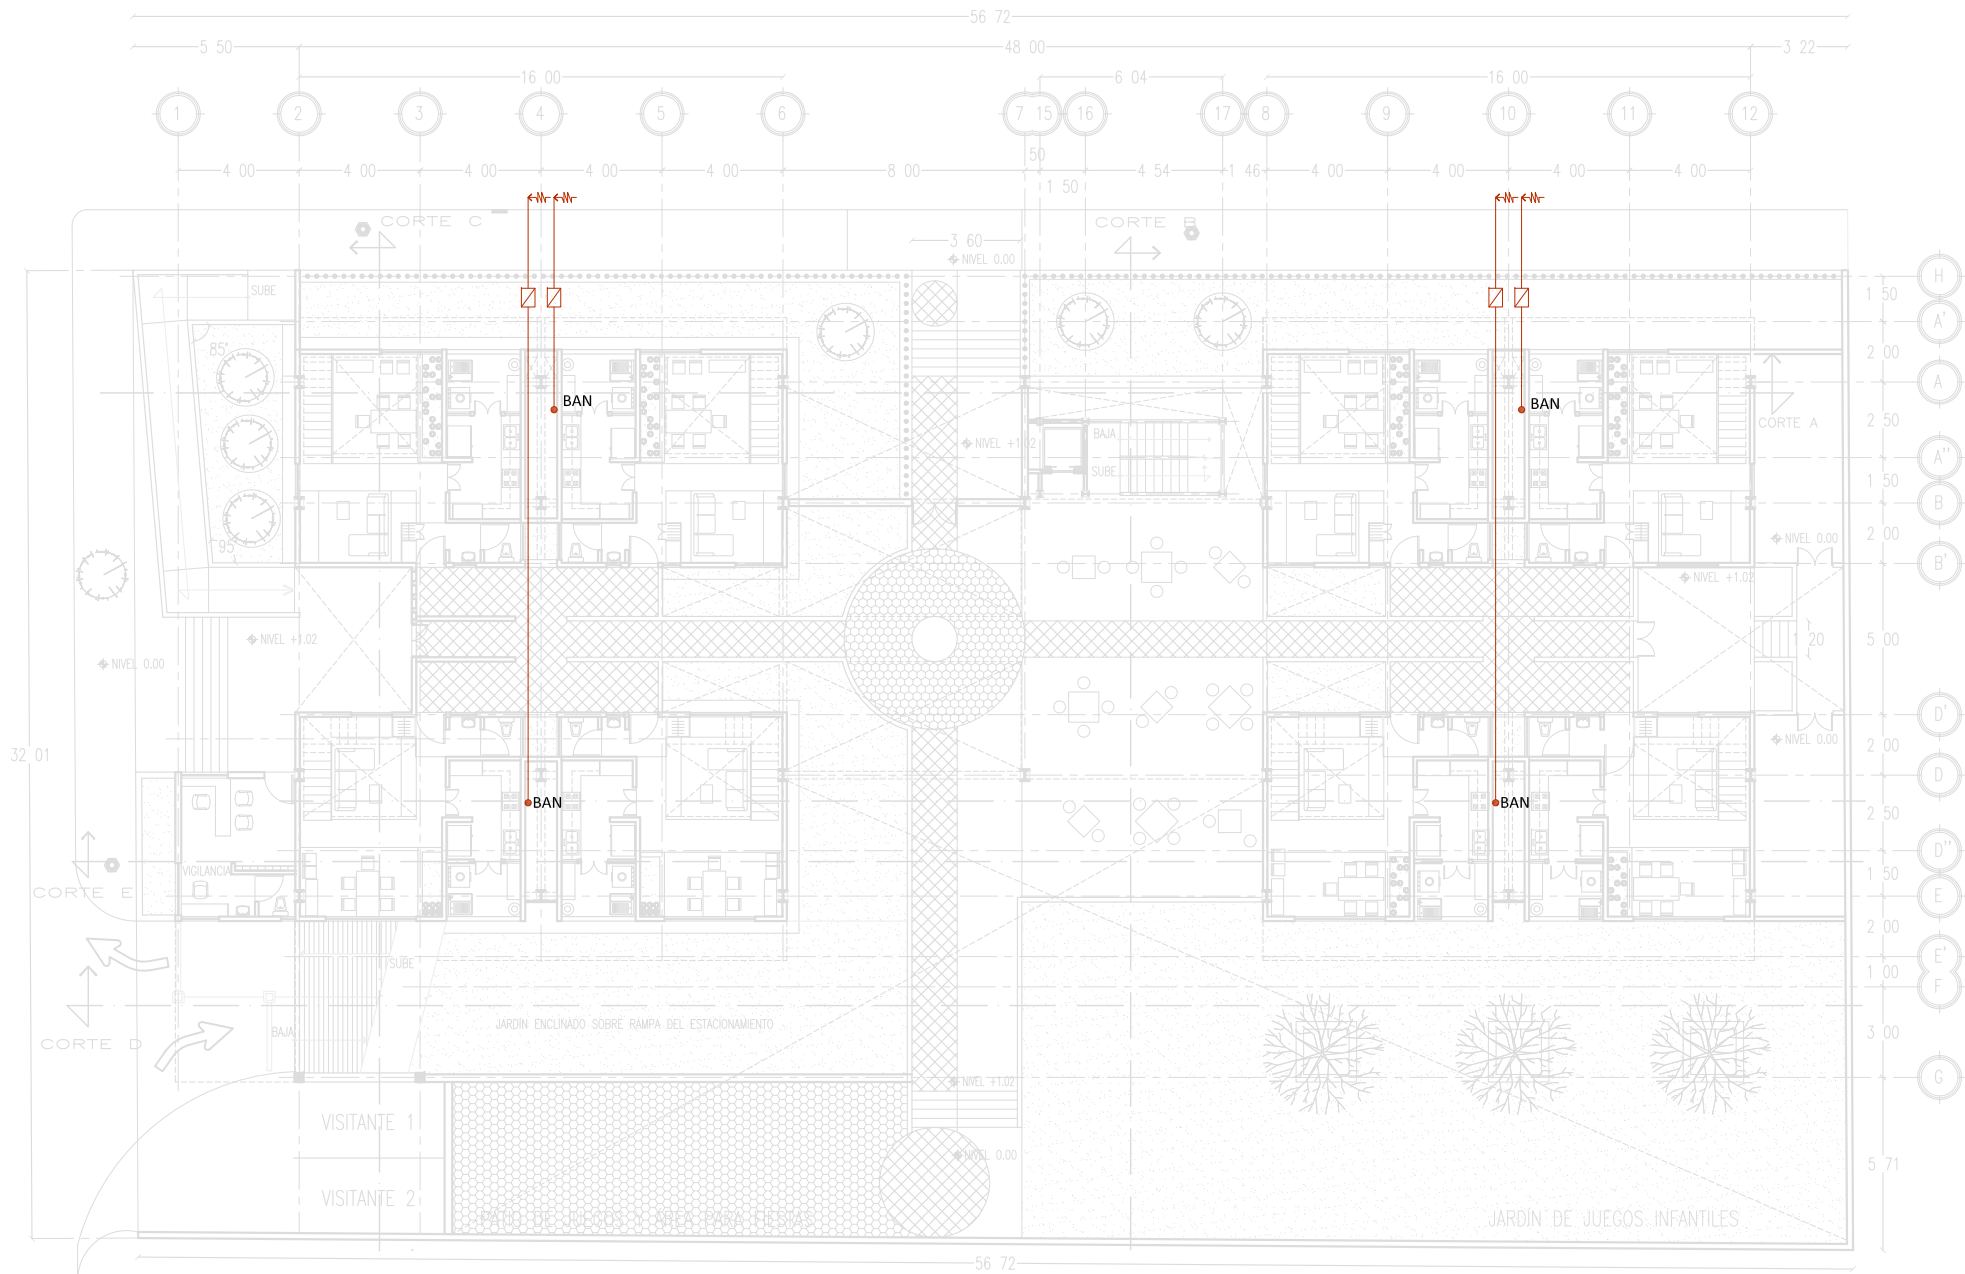 56 72
5 50 48 00 3 22
16 00 6 04 16 00
1 2 3 4 5 6 7 15 16 17 8 9 10 11 12
50
4 00 4 00 4 00 4 00 4 00 8 00 4 54 1 46 4 00 4 00 4 00 4 00
1 50
CORTE C CORTE B
3 60
NIVEL 0.00
H
SUBE
1 50
A'
85°
2 00
A
BAN BAN
CORTE A
2 50
BAJA
NIVEL +1.02
A''
SUBE
1 50
B
2 00
NIVEL 0.00
95°
B'
NIVEL +1.02
NIVEL +1.02
1 20 5 00
NIVEL 0.00
D'
NIVEL 0.00
2 00
32 01
D
BAN BAN
2 50
D''
VIGILANCIA
1 50
CORTE E
E
2 00
E'
SUBE
1 00
F
JARDÍN ENCLINADO SOBRE RAMPA DEL ESTACIONAMIENTO
BAJA
3 00
CORTE D
G
NIVEL +1.02
VISITANTE 1
NIVEL 0.00
5 71
VISITANTE 2
PATIO DE JUEGOS Y AREA PARA FIESTAS
JARDÍN DE JUEGOS INFANTILES
56 72